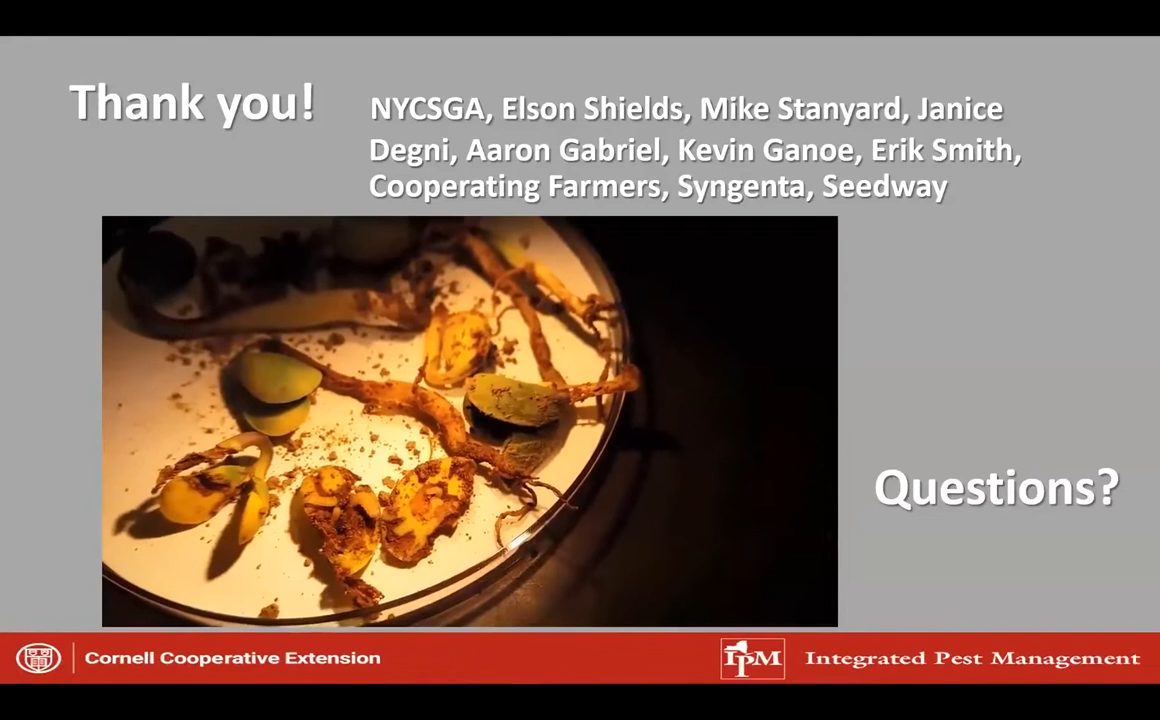 Thank you!
NYCSGA, Elson Shields, Mike Stanyard, Janice
Degni, Aaron Gabriel, Kevin Ganoe, Erik Smith,
Cooperating Farmers, Syngenta, Seedway
Questions?
Cornell Cooperative Extension
IPM
Integrated Pest Management